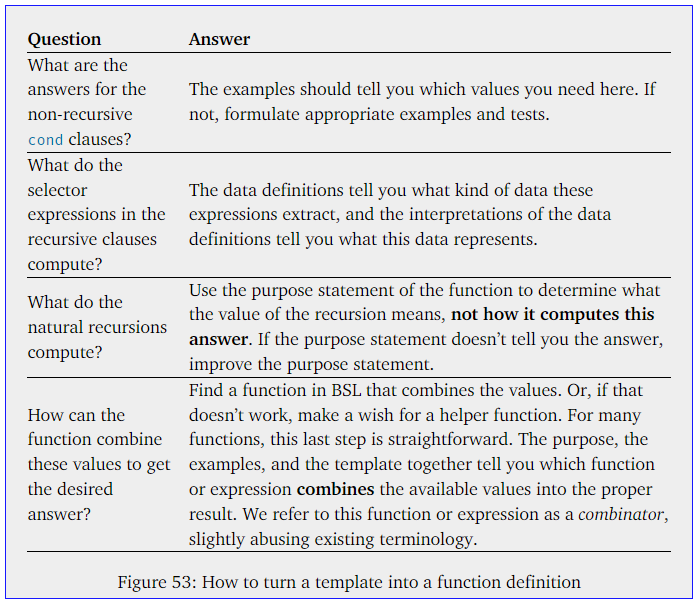 Question Answer
What are the
answers for the
non-recursive
cond clauses?
The examples should tell you which values you need here. If
not, formulate appropriate examples and tests.
What do the
selector
expressions in the
recursive clauses
compute?
The data definitions tell you what kind of data these
expressions extract, and the interpretations of the data
definitions tell you what this data represents.
What do the
natural recursions
compute?
Use the purpose statement of the function to determine what
the value of the recursion means, not how it computes this
answer. If the purpose statement doesn’t tell you the answer,
improve the purpose statement.
How can the
function combine
these values to get
the desired
answer?
Find a function in BSL that combines the values. Or, if that
doesn’t work, make a wish for a helper function. For many
functions, this last step is straightforward. The purpose, the
examples, and the template together tell you which function
or expression combines the available values into the proper
result. We refer to this function or expression as a combinator,
slightly abusing existing terminology.
Figure 53: How to turn a template into a function definition